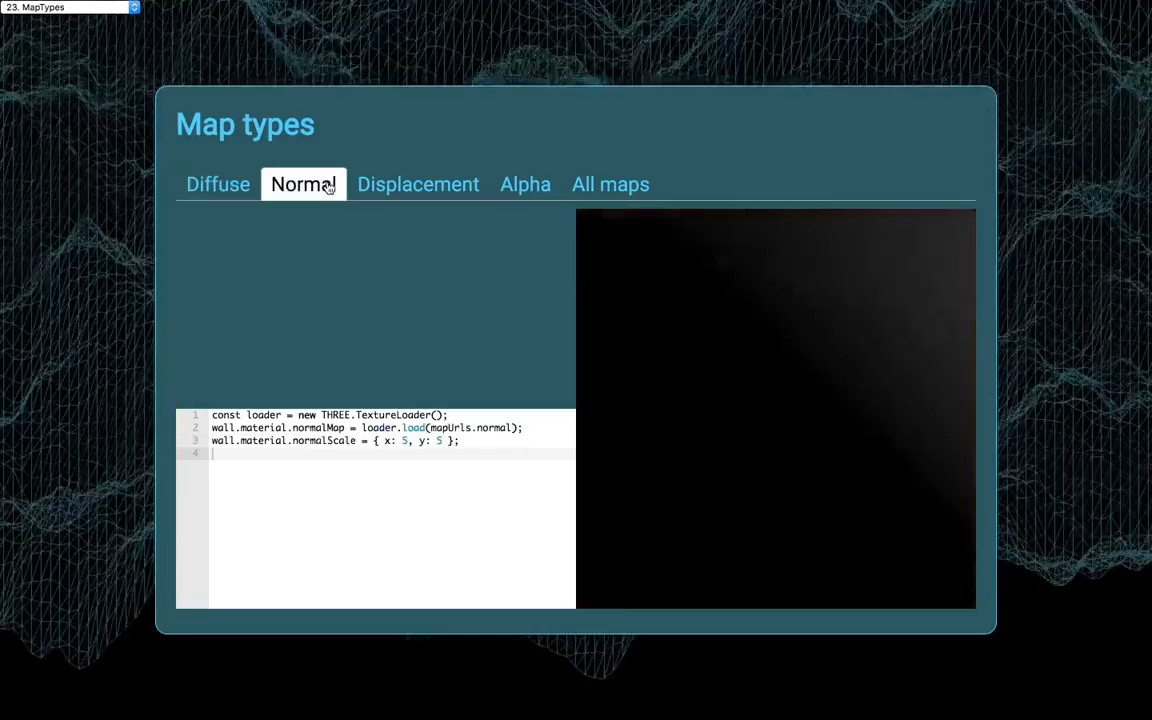 23. MapTypes
Map types
Diffuse Normal Displacement Alpha All maps
1 const loader = new THREE.TextureLoader();
2 wall.material.normalMap = loader.load(mapUrls.normal);
3 wall.material.normalScale = { x: 5, y: 5 };
4